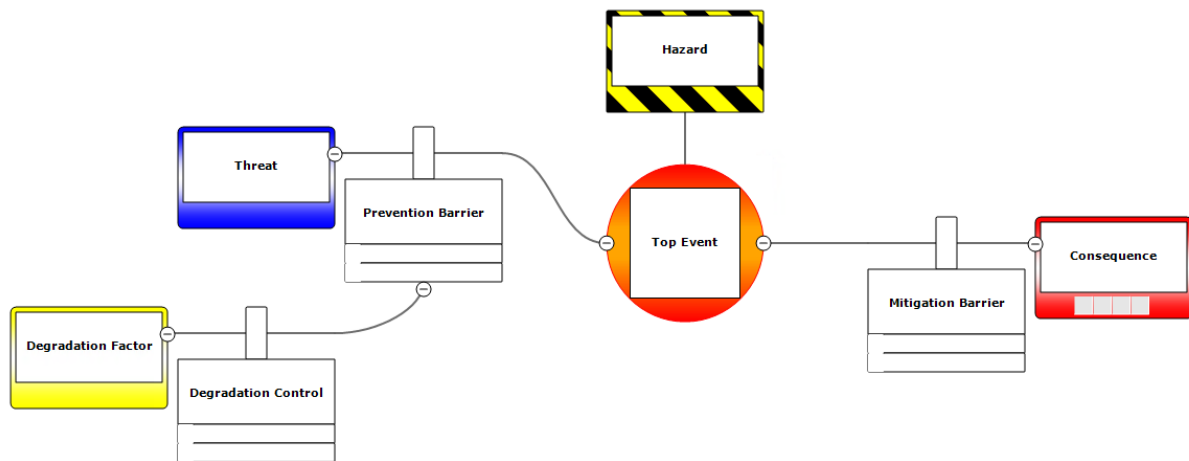 Hazard
Threat
Prevention Barrier
Top Event
Consequence
Mitigation Barrier
Degradation Factor
Degradation Control